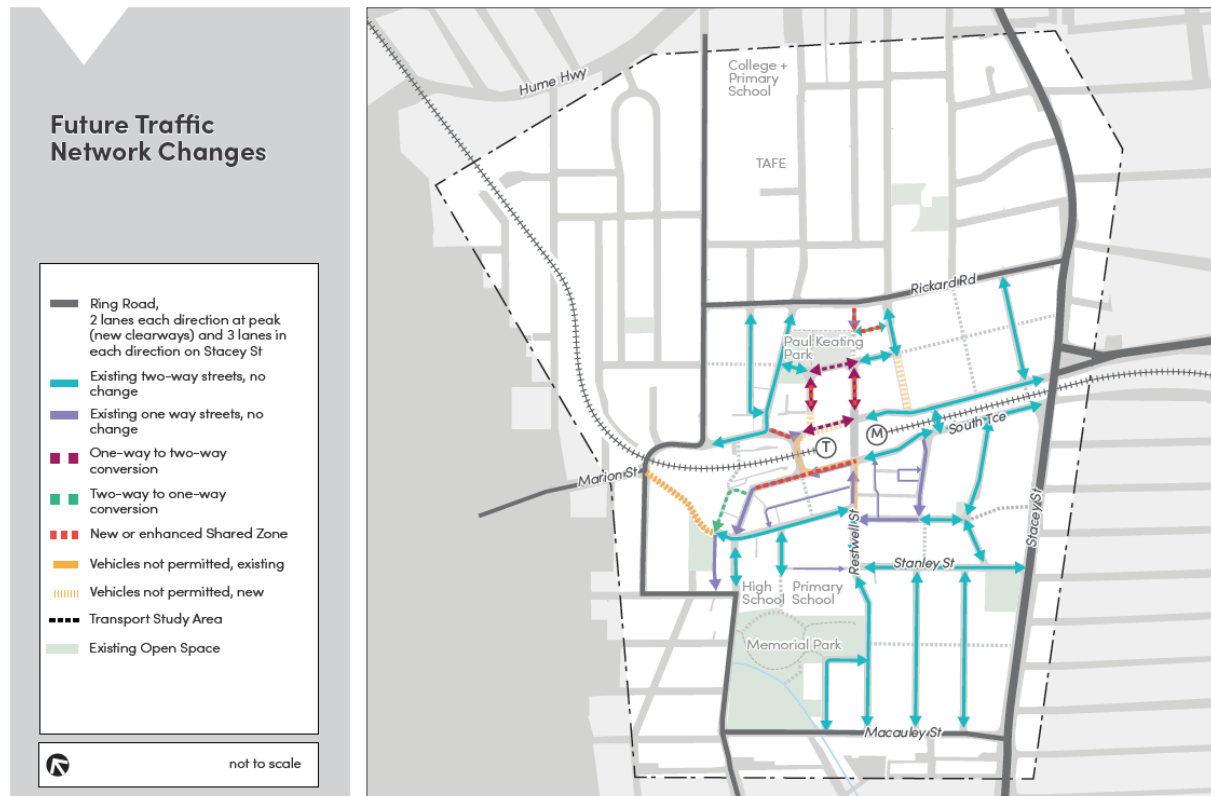 Future Traffic
Network Changes
Ring Road,
2 lanes each direction at peak
(new clearways) and 3 lanes in
each direction on Stacey St
Existing two-way streets, no
change
Existing one way streets, no
change
One-way to two-way
conversion
Two-way to one-way
conversion
New or enhanced Shared Zone
Vehicles not permitted, existing
Vehicles not permitted, new
Transport Study Area
Existing Open Space
not to scale
Hume Hwy
College +
Primary
School
TAFE
Rickard Rd
Paul Keating
Park
T
M
South Tce
Marion St
Stacey St
Restwell St
Stanley St
High
School
Primary
School
Memorial Park
Macauley St